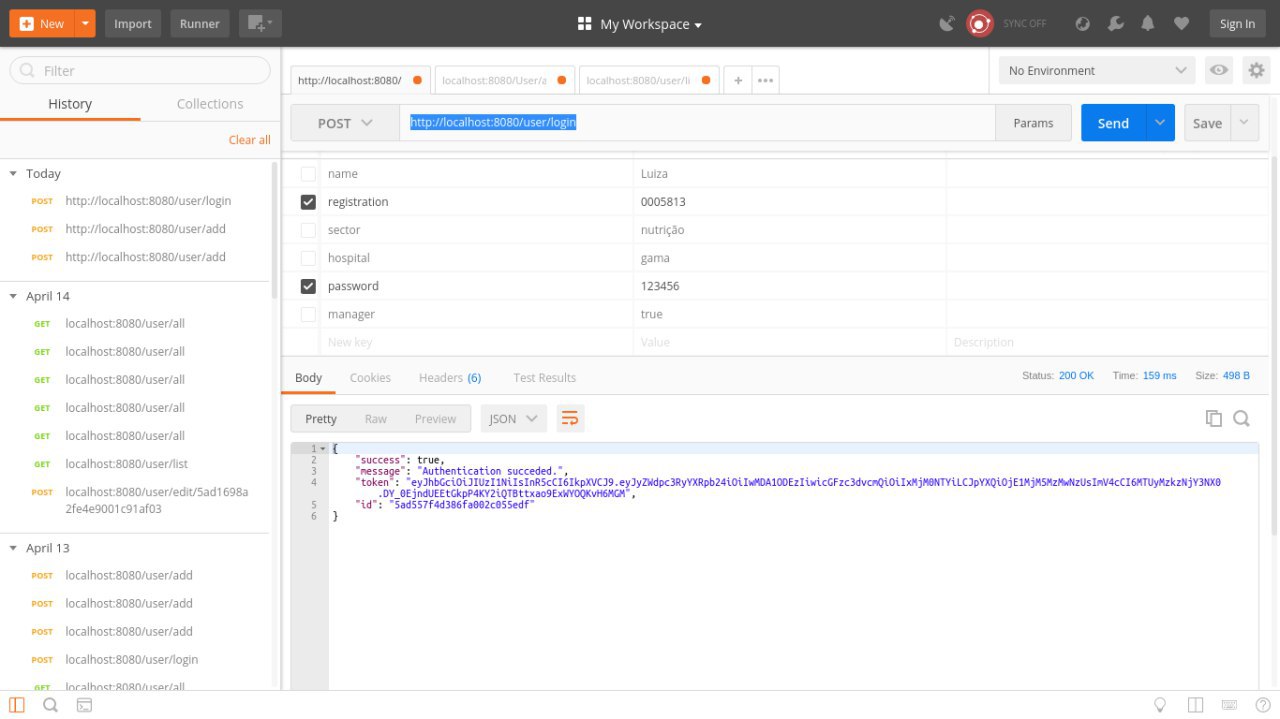 New
Import
Runner
My Workspace
SYNC OFF
Sign In
Filter
History
Collections
Clear all
Today
POST http://localhost:8080/user/login
POST http://localhost:8080/user/add
POST http://localhost:8080/user/add
April 14
GET localhost:8080/user/all
GET localhost:8080/user/all
GET localhost:8080/user/all
GET localhost:8080/user/all
GET localhost:8080/user/all
GET localhost:8080/user/list
POST localhost:8080/user/edit/5ad1698a
2fe4e9001c91af03
April 13
POST localhost:8080/user/add
POST localhost:8080/user/add
POST localhost:8080/user/add
POST localhost:8080/user/login
GET localhost:8080/user/all
http://localhost:8080/
localhost:8080/User/a
localhost:8080/user/li
No Environment
POST
http://localhost:8080/user/login
Params
Send
Save
name Luiza
registration 0005813
sector nutrição
hospital gama
password 123456
manager true
New key Value Description
Body Cookies Headers (6) Test Results
Status: 200 OK Time: 159 ms Size: 498 B
Pretty Raw Preview JSON
1 {
2 "success": true,
3 "message": "Authentication succeded.",
4 "token":
5 "id": "5ad557f4d386fa002c055edf"
6 }